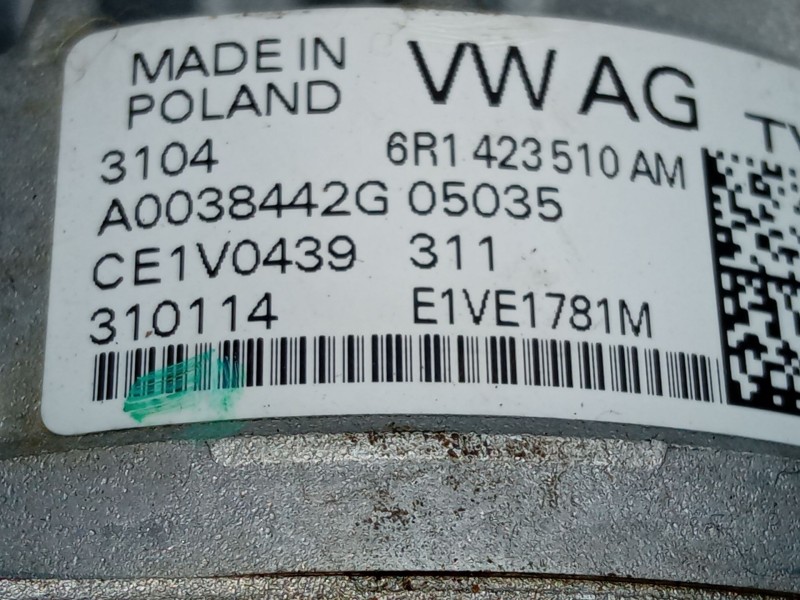 MADE IN VW AG
POLAND
3104 6R1 423 510 AM
A0038442G 05035
CE1V0439 311
310114 E1VE1781M